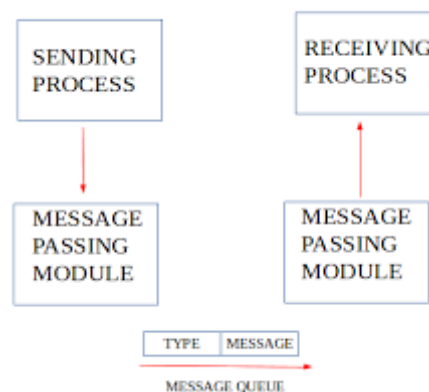 SENDING
PROCESS
RECEIVING
PROCESS
MESSAGE
PASSING
MODULE
MESSAGE
PASSING
MODULE
TYPE MESSAGE
MESSAGE QUEUE